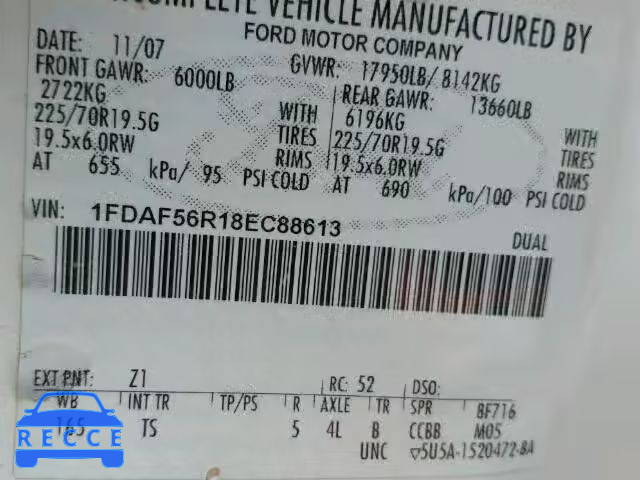 INCOMPLETE VEHICLE MANUFACTURED BY
FORD MOTOR COMPANY
DATE: 11/07 GVWR: 17950LB/ 8142KG
FRONT GAWR: 6000LB REAR GAWR: 13660LB
2722KG WITH 6196KG WITH
225/70R19.5G TIRES 225/70R19.5G TIRES
19.5x6.0RW RIMS 19.5x6.0RW RIMS
AT 655 kPa/ 95 PSI COLD AT 690 kPa/100 PSI COLD
VIN: 1FDAF56R18EC88613
DUAL
EXT PNT: Z1 RC: 52 DSO:
WB INT TR TP/PS R AXLE TR SPR 8F716
165 TS 5 4L B CCBB M05
UNC ▽5U5A-1520472-BA
RECCE